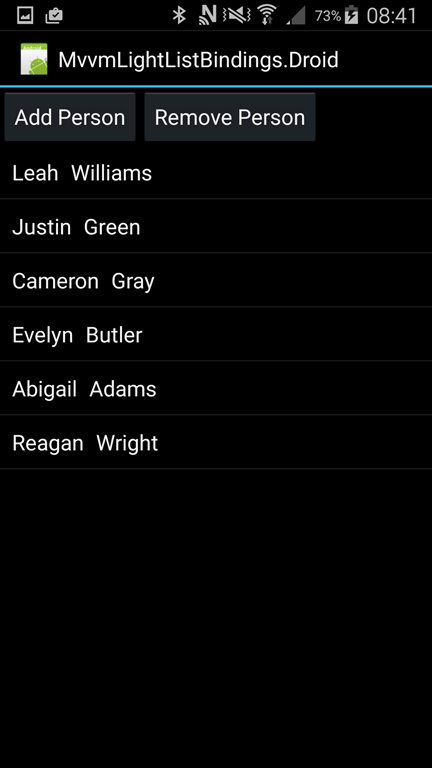 73% 08:41
MvvmLightListBindings.Droid
Add Person Remove Person
Leah Williams
Justin Green
Cameron Gray
Evelyn Butler
Abigail Adams
Reagan Wright